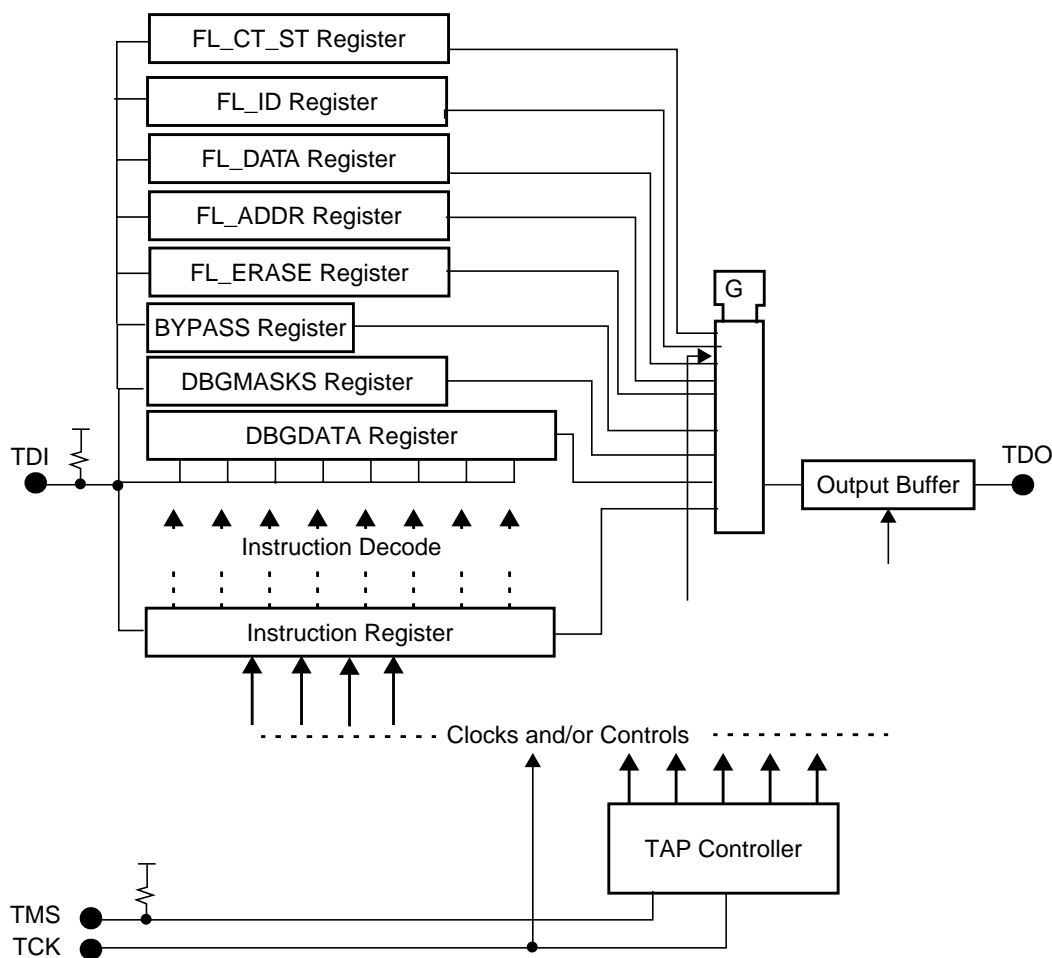 FL_CT_ST Register
FL_ID Register
FL_DATA Register
FL_ADDR Register
FL_ERASE Register
G
BYPASS Register
DBGMASKS Register
DBGDATA Register
TDI
TDO
Output Buffer
Instruction Decode
Instruction Register
Clocks and/or Controls
TAP Controller
TMS
TCK